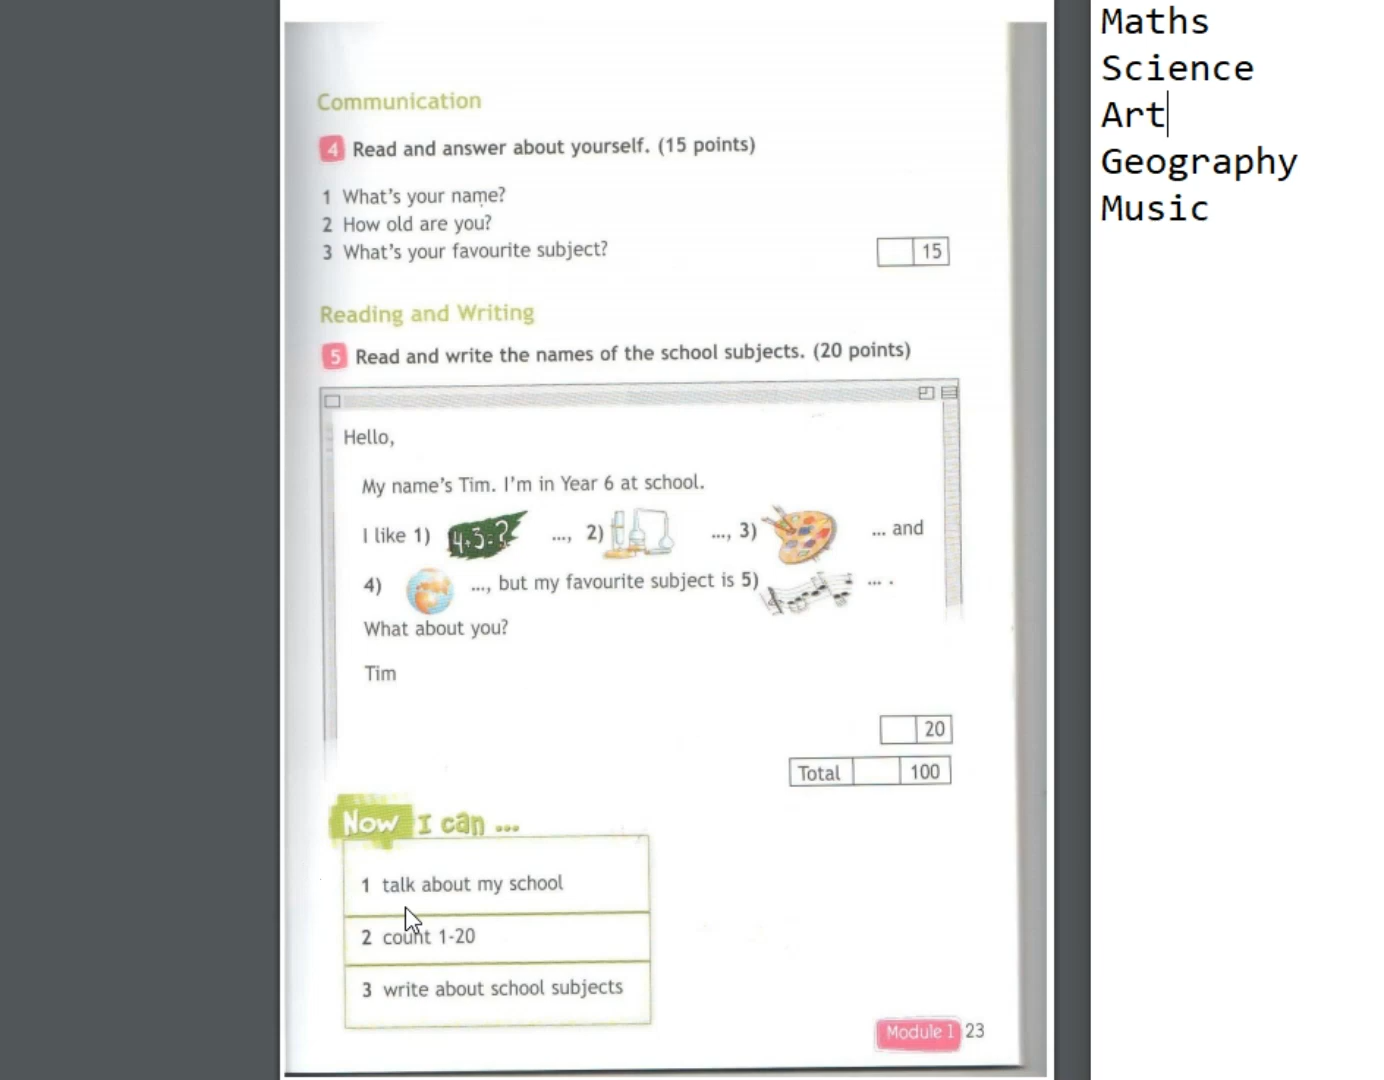 Communication
4 Read and answer about yourself. (15 points)
1 What's your name?
2 How old are you?
3 What's your favourite subject?
15
Reading and Writing
5 Read and write the names of the school subjects. (20 points)
Hello,
My name's Tim. I'm in Year 6 at school.
I like 1) 4+3=? ..., 2) ..., 3) ... and
4) ..., but my favourite subject is 5) ... .
What about you?
Tim
20
Total 100
Now I can ...
1 talk about my school
2 count 1-20
3 write about school subjects
Module 1 23
Maths
Science
Art
Geography
Music